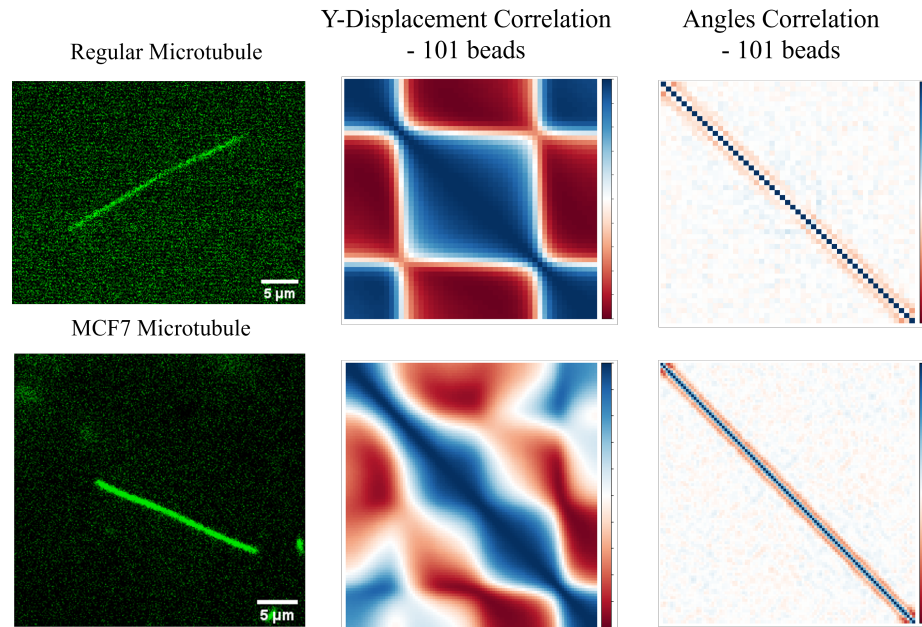 Regular Microtubule
Y-Displacement Correlation
- 101 beads
Angles Correlation
- 101 beads
5 µm
MCF7 Microtubule
5 µm